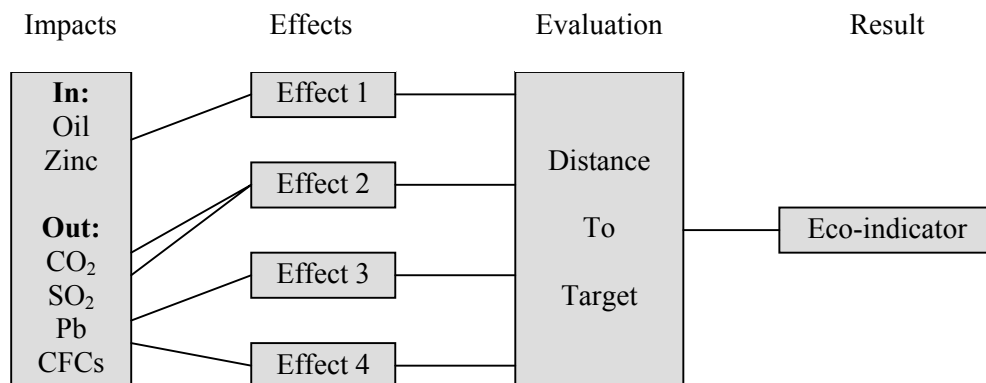 Impacts Effects Evaluation Result
In:
Oil
Zinc
Out:
CO₂
SO₂
Pb
CFCs
Effect 1
Effect 2
Effect 3
Effect 4
Distance
To
Target
Eco-indicator